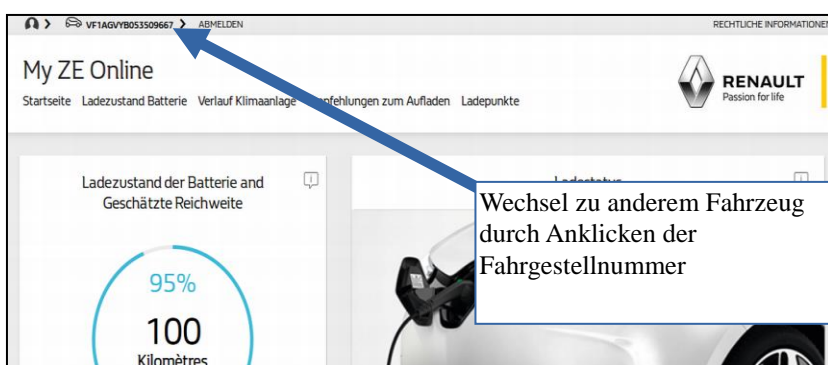 VF1AGVYB053509667 ABMELDEN RECHTLICHE INFORMATIONEN
My ZE Online
RENAULT
Passion for life
Startseite Ladezustand Batterie Verlauf Klimaanlage zum Aufladen Ladepunkte
Ladezustand der Batterie and
Geschätzte Reichweite
95%
100
Kilomètres
Wechsel zu anderem Fahrzeug
durch Anklicken der
Fahrgestellnummer